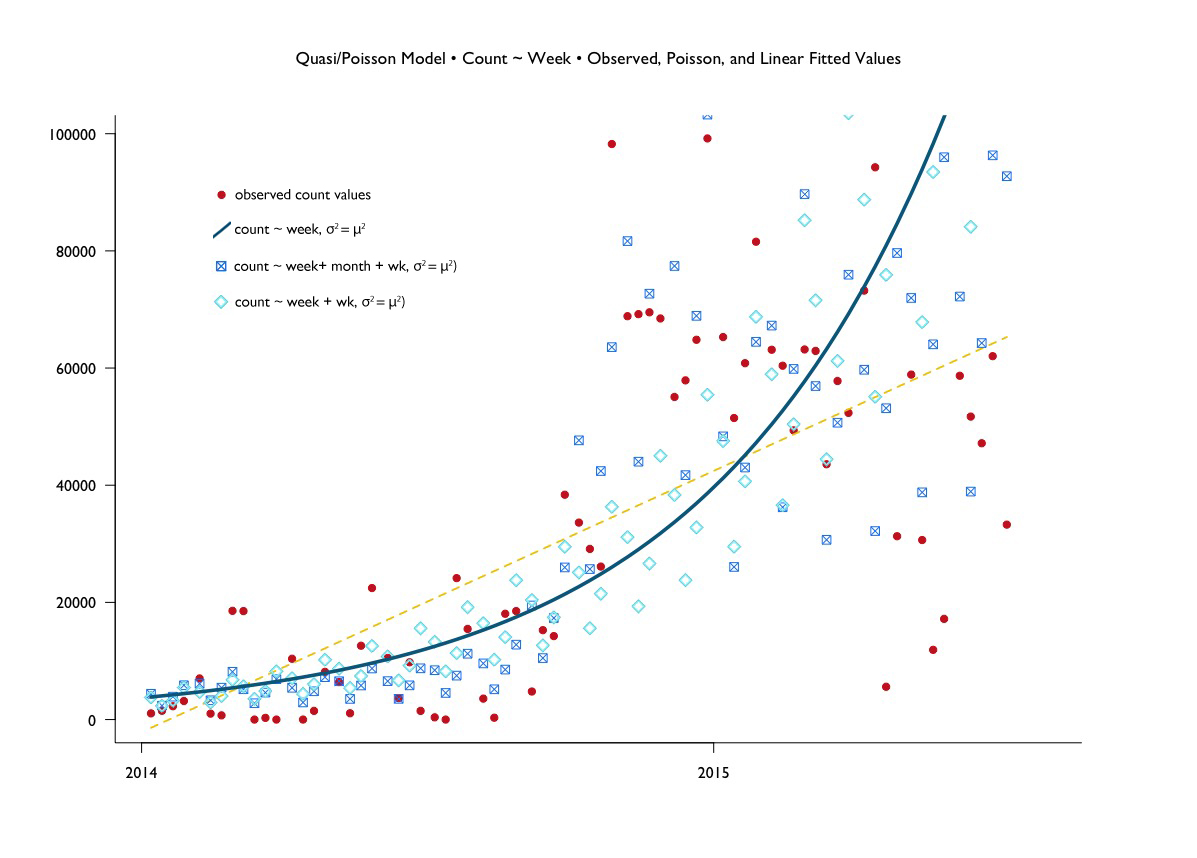 Quasi/Poisson Model • Count ~ Week • Observed, Poisson, and Linear Fitted Values
100000
observed count values
count ~ week, σ²= μ²
80000
count ~ week+ month + wk, σ²= μ²)
count ~ week + wk, σ²= μ²)
60000
40000
20000
0
2014 2015